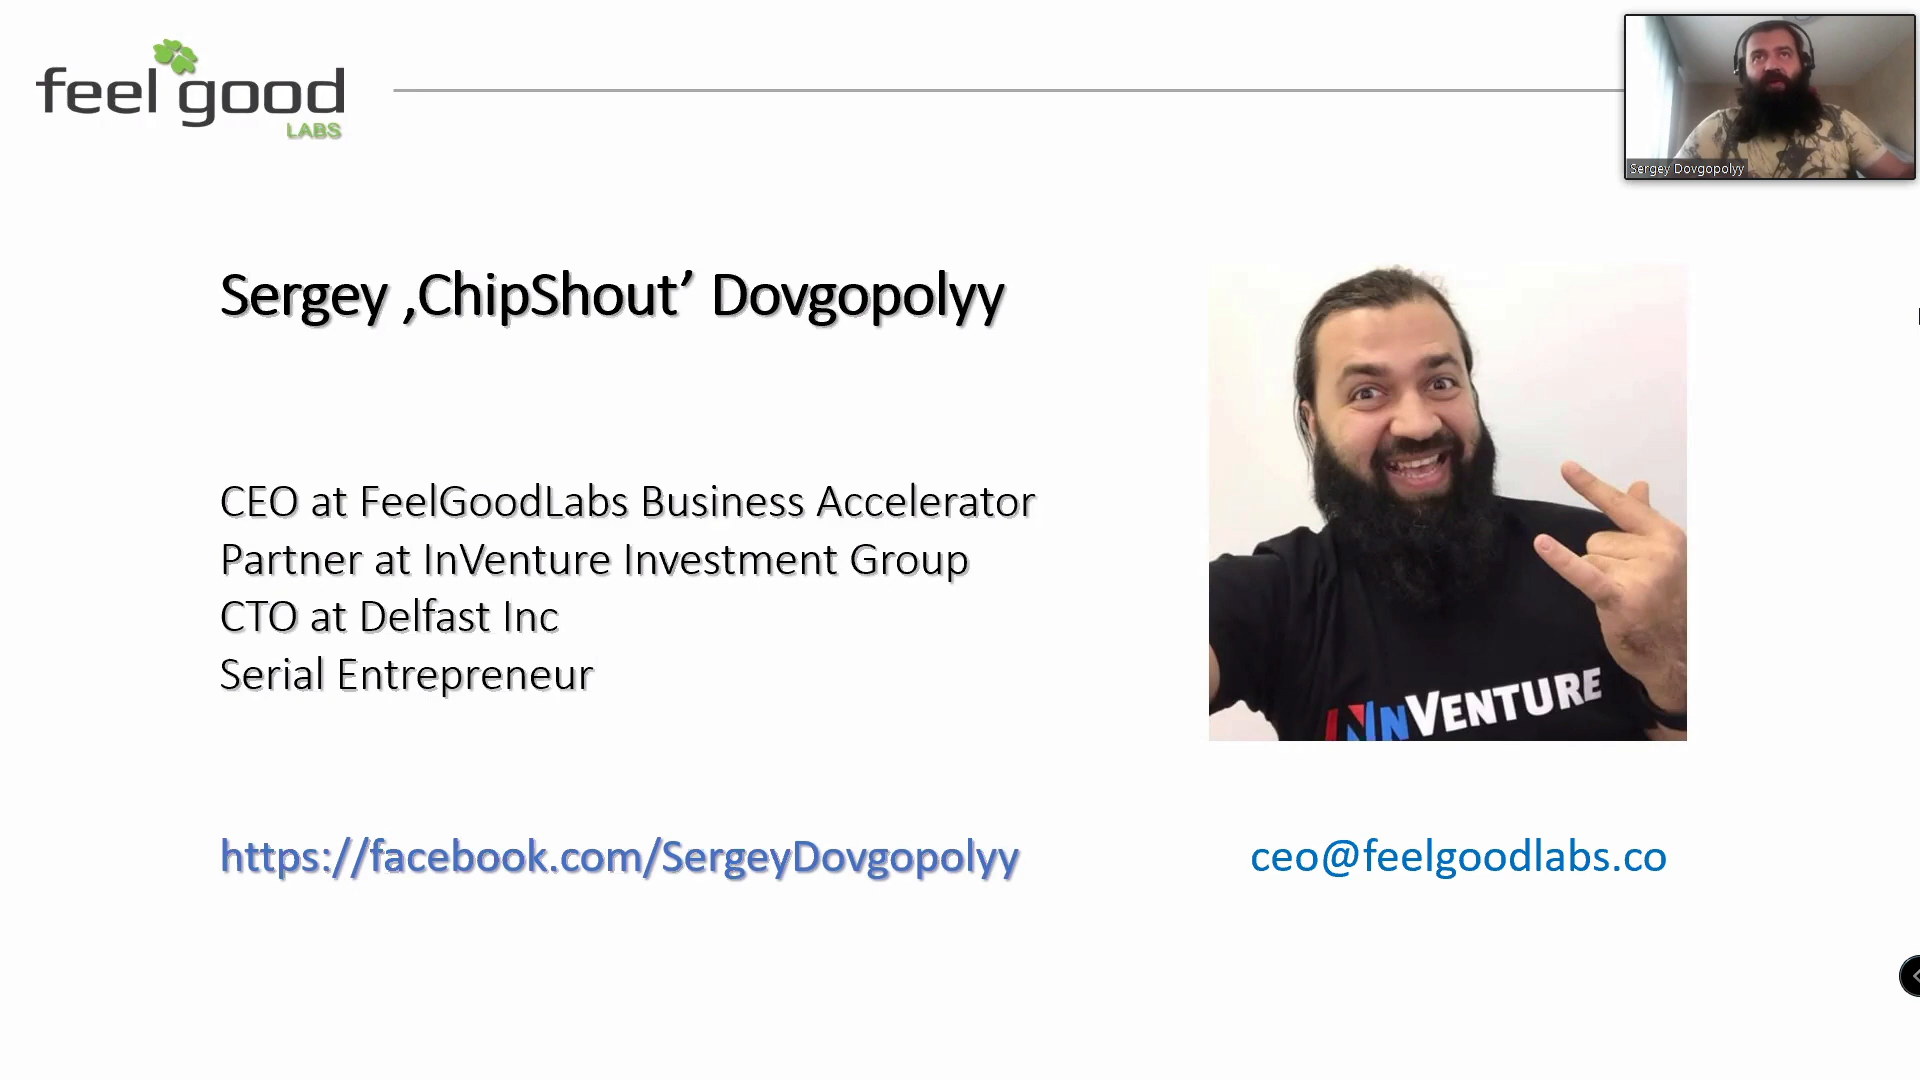 feel good
LABS
Sergey Dovgopolyy
Sergey ‚ChipShout’ Dovgopolyy
CEO at FeelGoodLabs Business Accelerator
Partner at InVenture Investment Group
CTO at Delfast Inc
Serial Entrepreneur
INVENTURE
https://facebook.com/SergeyDovgopolyy
ceo@feelgoodlabs.co